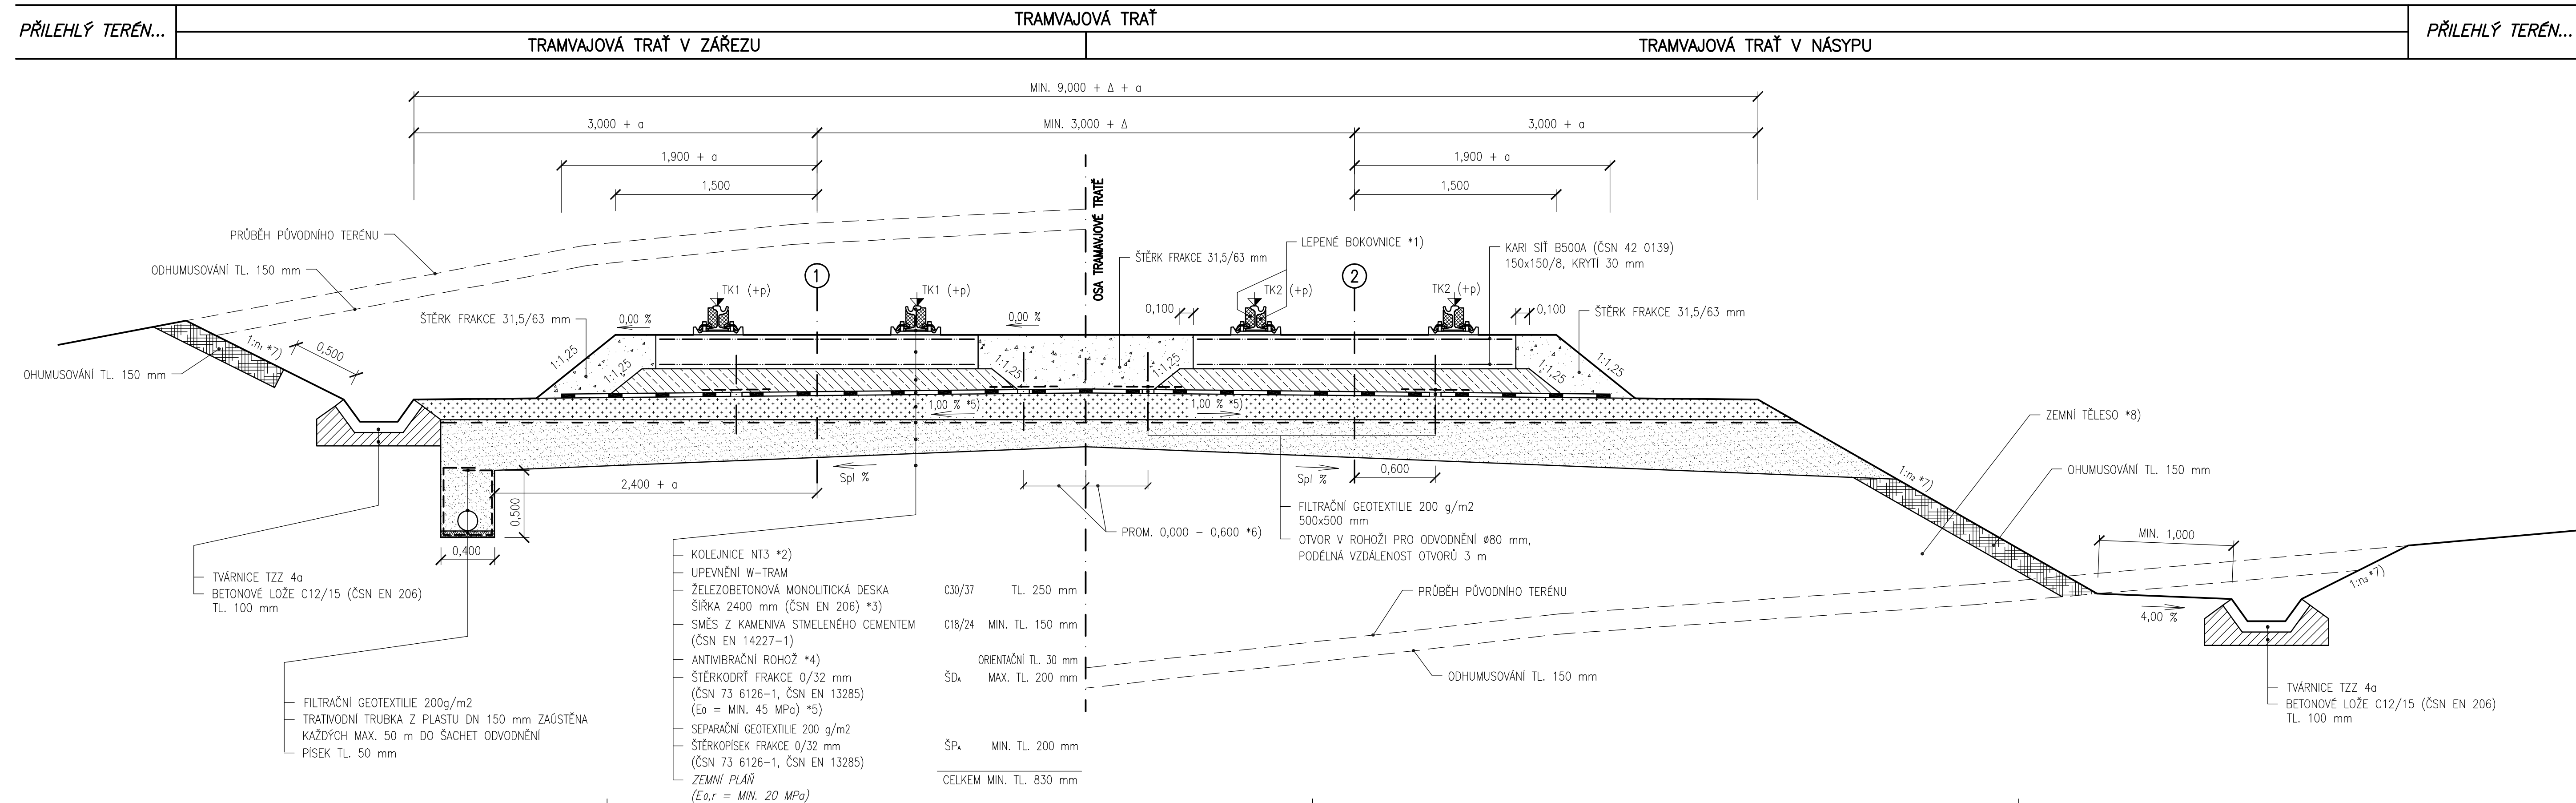 PŘILEHLÝ TERÉN...
TRAMVAJOVÁ TRAŤ
PŘILEHLÝ TERÉN...
TRAMVAJOVÁ TRAŤ V ZÁŘEZU
TRAMVAJOVÁ TRAŤ V NÁSYPU
MIN. 9,000 + Δ + a
3,000 + a
MIN. 3,000 + Δ
3,000 + a
1,900 + a
1,900 + a
1,500
1,500
OSA TRAMAVJOVÉ TRATĚ
PRŮBĚH PŮVODNÍHO TERÉNU
ODHUMUSOVÁNÍ TL. 150 mm
ŠTĚRK FRAKCE 31,5/63 mm
OHUMUSOVÁNÍ TL. 150 mm
1:n₁ *7)
0,500
1
2
TK1 (+p)
TK1 (+p)
TK2 (+p)
TK2 (+p)
0,00 %
0,00 %
ŠTĚRK FRAKCE 31,5/63 mm
LEPENÉ BOKOVNICE *1)
KARI SÍŤ B500A (ČSN 42 0139)
150x150/8, KRYTÍ 30 mm
0,100
0,100
ŠTĚRK FRAKCE 31,5/63 mm
1:1,25
1:1,25
1:1,25
1:1,25
1:1,25
1:1,25
1,00 % *5)
1,00 % *5)
Spl %
Spl %
2,400 + a
0,600
0,500
0,400
PROM. 0,000 – 0,600 *6)
FILTRAČNÍ GEOTEXTILIE 200 g/m2
500x500 mm
OTVOR V ROHOŽI PRO ODVODNĚNÍ ø80 mm,
PODÉLNÁ VZDÁLENOST OTVORŮ 3 m
ZEMNÍ TĚLESO *8)
OHUMUSOVÁNÍ TL. 150 mm
1:n₂ *7)
MIN. 1,000
1:n₃ *7)
4,00 %
PRŮBĚH PŮVODNÍHO TERÉNU
ODHUMUSOVÁNÍ TL. 150 mm
TVÁRNICE TZZ 4a
BETONOVÉ LOŽE C12/15 (ČSN EN 206)
TL. 100 mm
TVÁRNICE TZZ 4a
BETONOVÉ LOŽE C12/15 (ČSN EN 206)
TL. 100 mm
FILTRAČNÍ GEOTEXTILIE 200g/m2
TRATIVODNÍ TRUBKA Z PLASTU DN 150 mm ZAÚSTĚNA
KAŽDÝCH MAX. 50 m DO ŠACHET ODVODNĚNÍ
PÍSEK TL. 50 mm
KOLEJNICE NT3 *2)
UPEVNĚNÍ W-TRAM
ŽELEZOBETONOVÁ MONOLITICKÁ DESKA C30/37 TL. 250 mm
ŠÍŘKA 2400 mm (ČSN EN 206) *3)
SMĚS Z KAMENIVA STMELENÉHO CEMENTEM C18/24 MIN. TL. 150 mm
(ČSN EN 14227-1)
ANTIVIBRAČNÍ ROHOŽ *4) ORIENTAČNÍ TL. 30 mm
ŠTĚRKODRŤ FRAKCE 0/32 mm ŠDA MAX. TL. 200 mm
(ČSN 73 6126-1, ČSN EN 13285)
(E0 = MIN. 45 MPa) *5)
SEPARAČNÍ GEOTEXTILIE 200 g/m2
ŠTĚRKOPÍSEK FRAKCE 0/32 mm ŠPA MIN. TL. 200 mm
(ČSN 73 6126-1, ČSN EN 13285)
ZEMNÍ PLÁŇ CELKEM MIN. TL. 830 mm
(E0,r = MIN. 20 MPa)